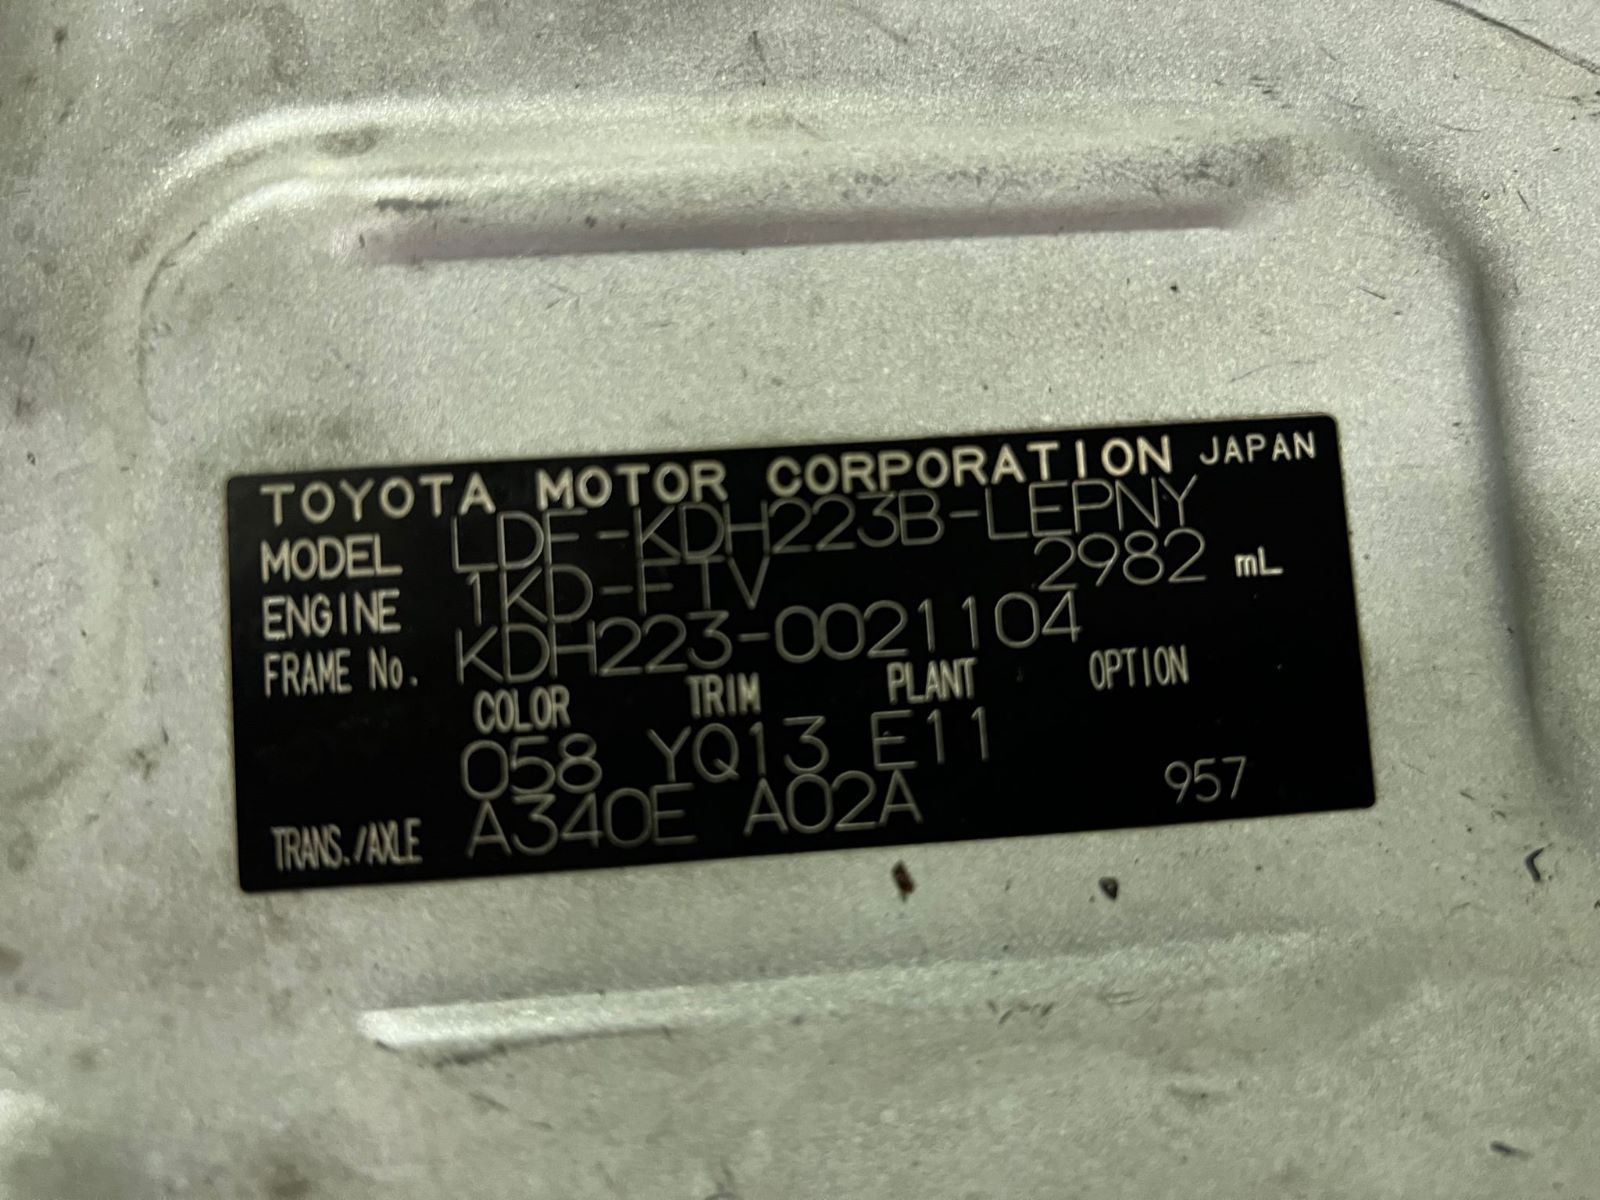 TOYOTA MOTOR CORPORATION JAPAN
MODEL LDF-KDH223B-LEPNY
ENGINE 1KD-FTV 2982 mL
FRAME No. KDH223-0021104
COLOR TRIM PLANT OPTION
058 YQ13 E11
TRANS./AXLE A340E A02A 957